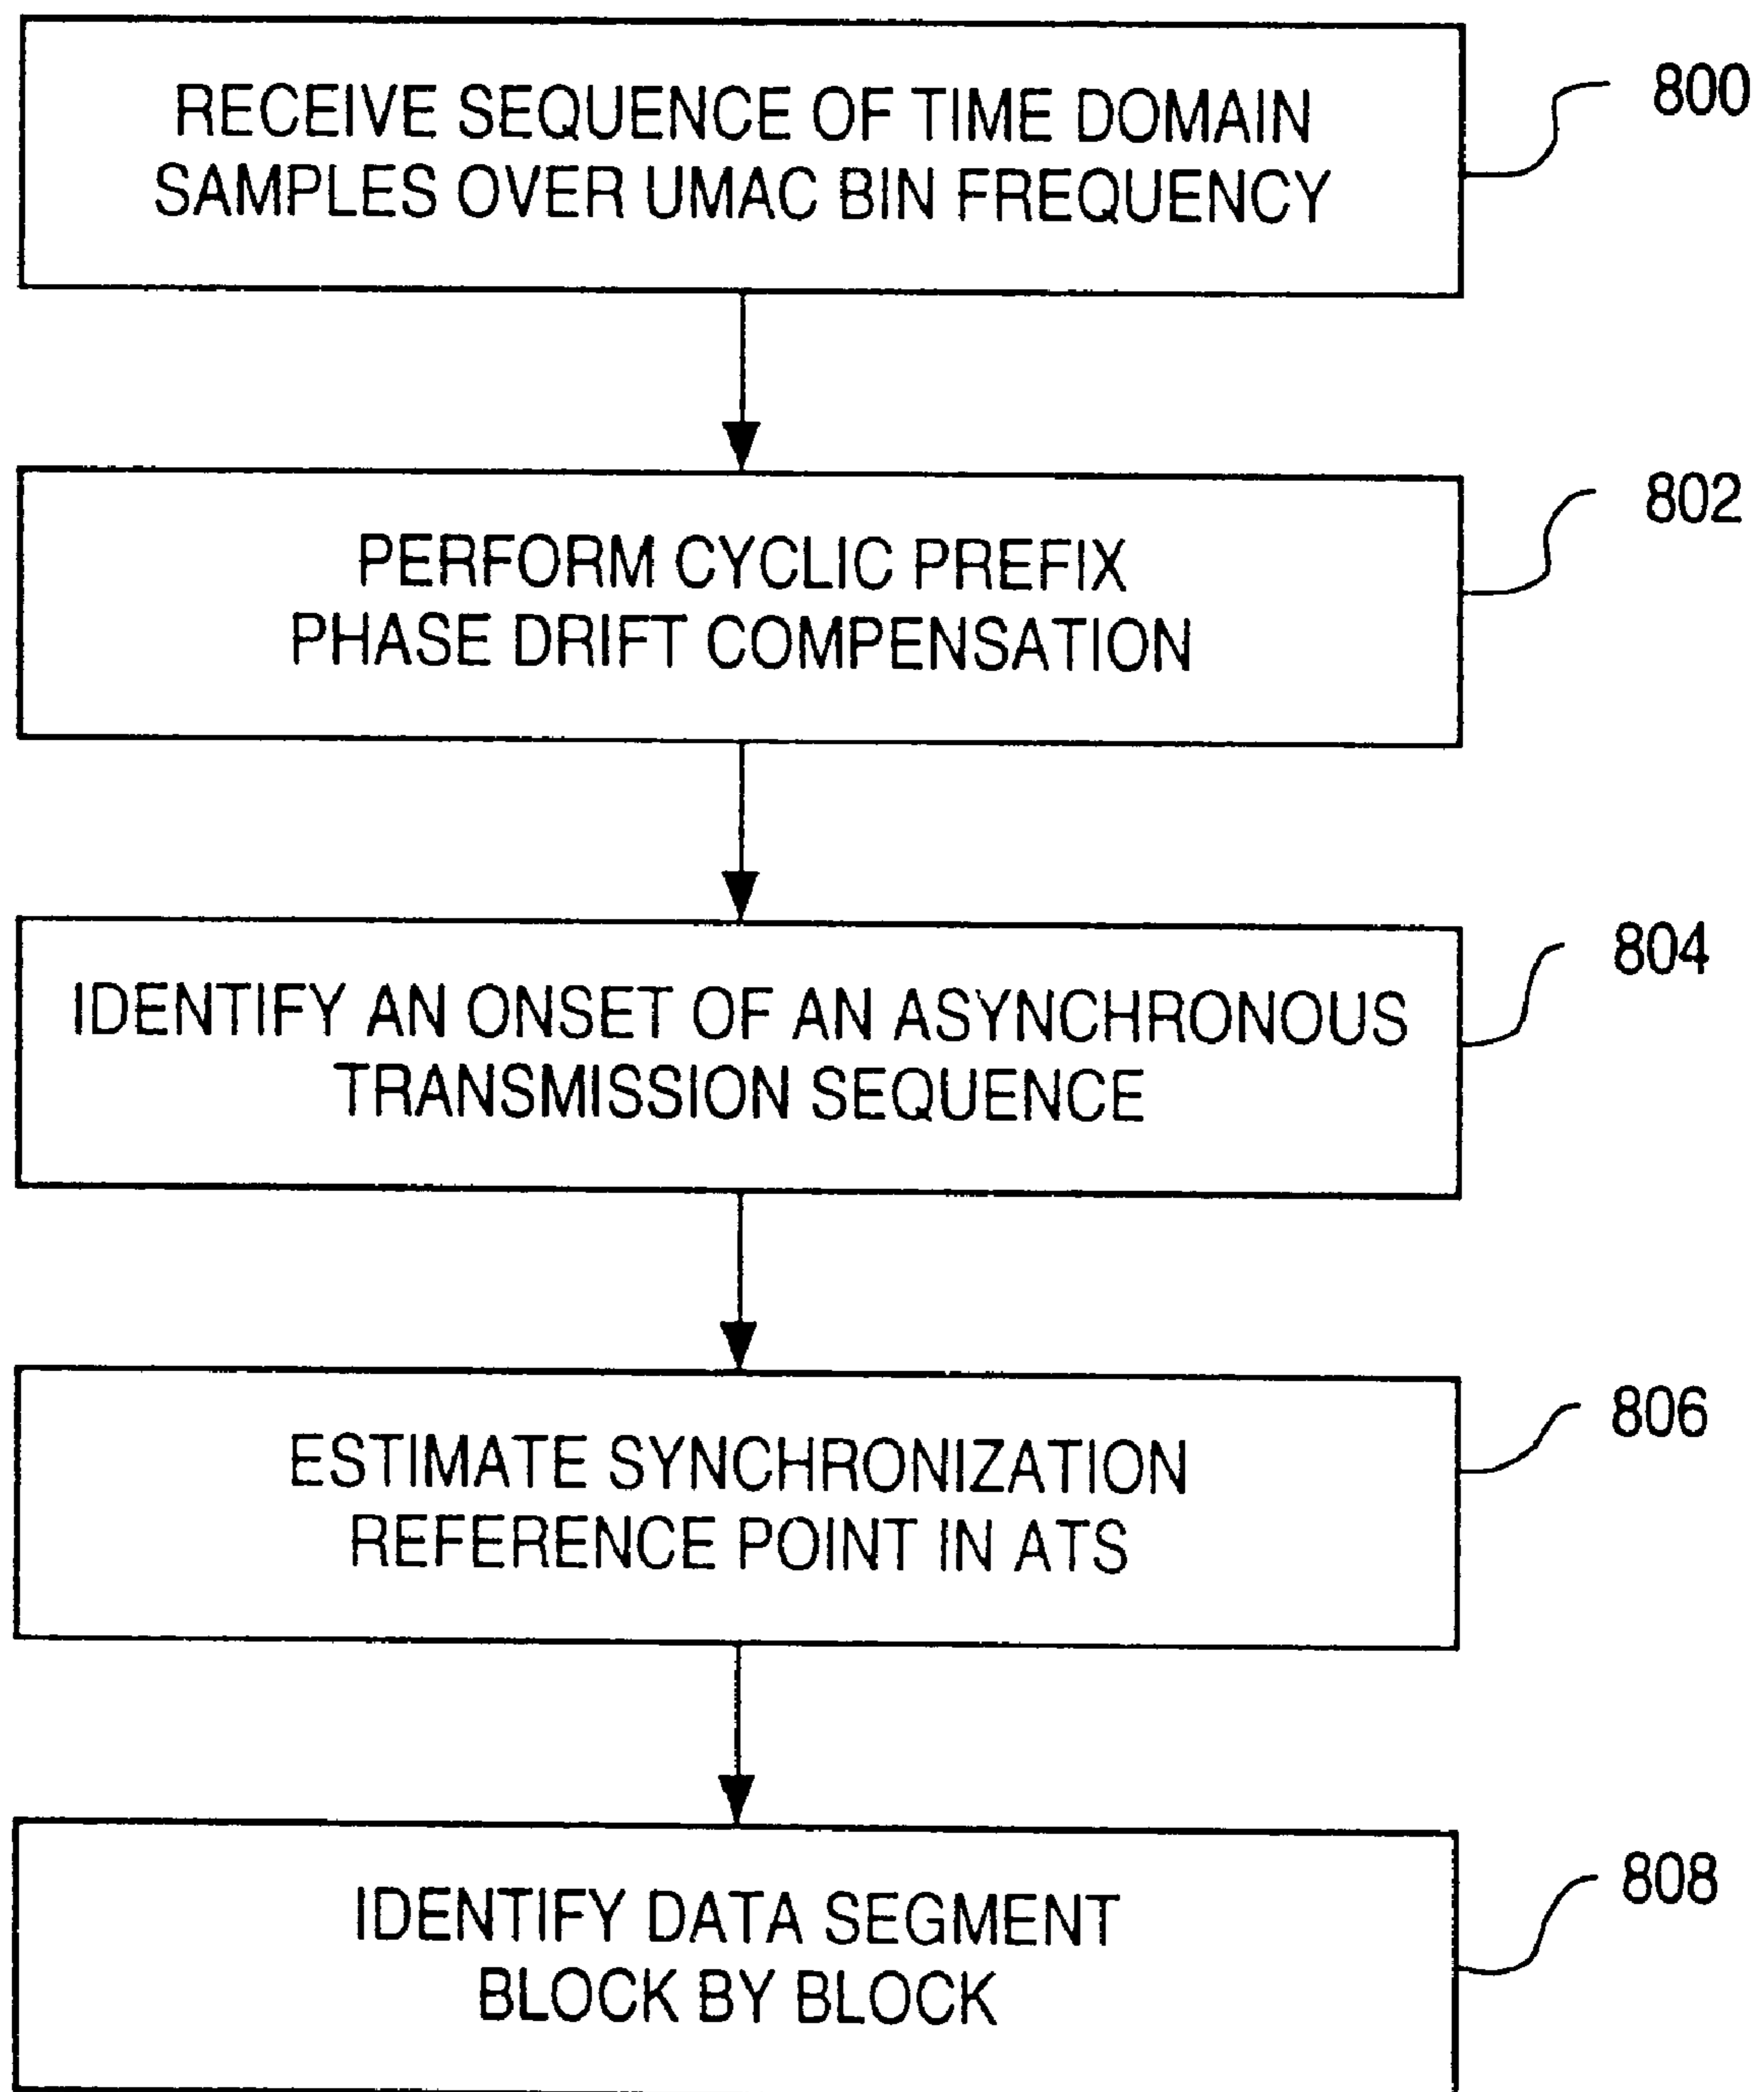 RECEIVE SEQUENCE OF TIME DOMAIN
SAMPLES OVER UMAC BIN FREQUENCY
800
PERFORM CYCLIC PREFIX
PHASE DRIFT COMPENSATION
802
IDENTIFY AN ONSET OF AN ASYNCHRONOUS
TRANSMISSION SEQUENCE
804
ESTIMATE SYNCHRONIZATION
REFERENCE POINT IN ATS
806
IDENTIFY DATA SEGMENT
BLOCK BY BLOCK
808